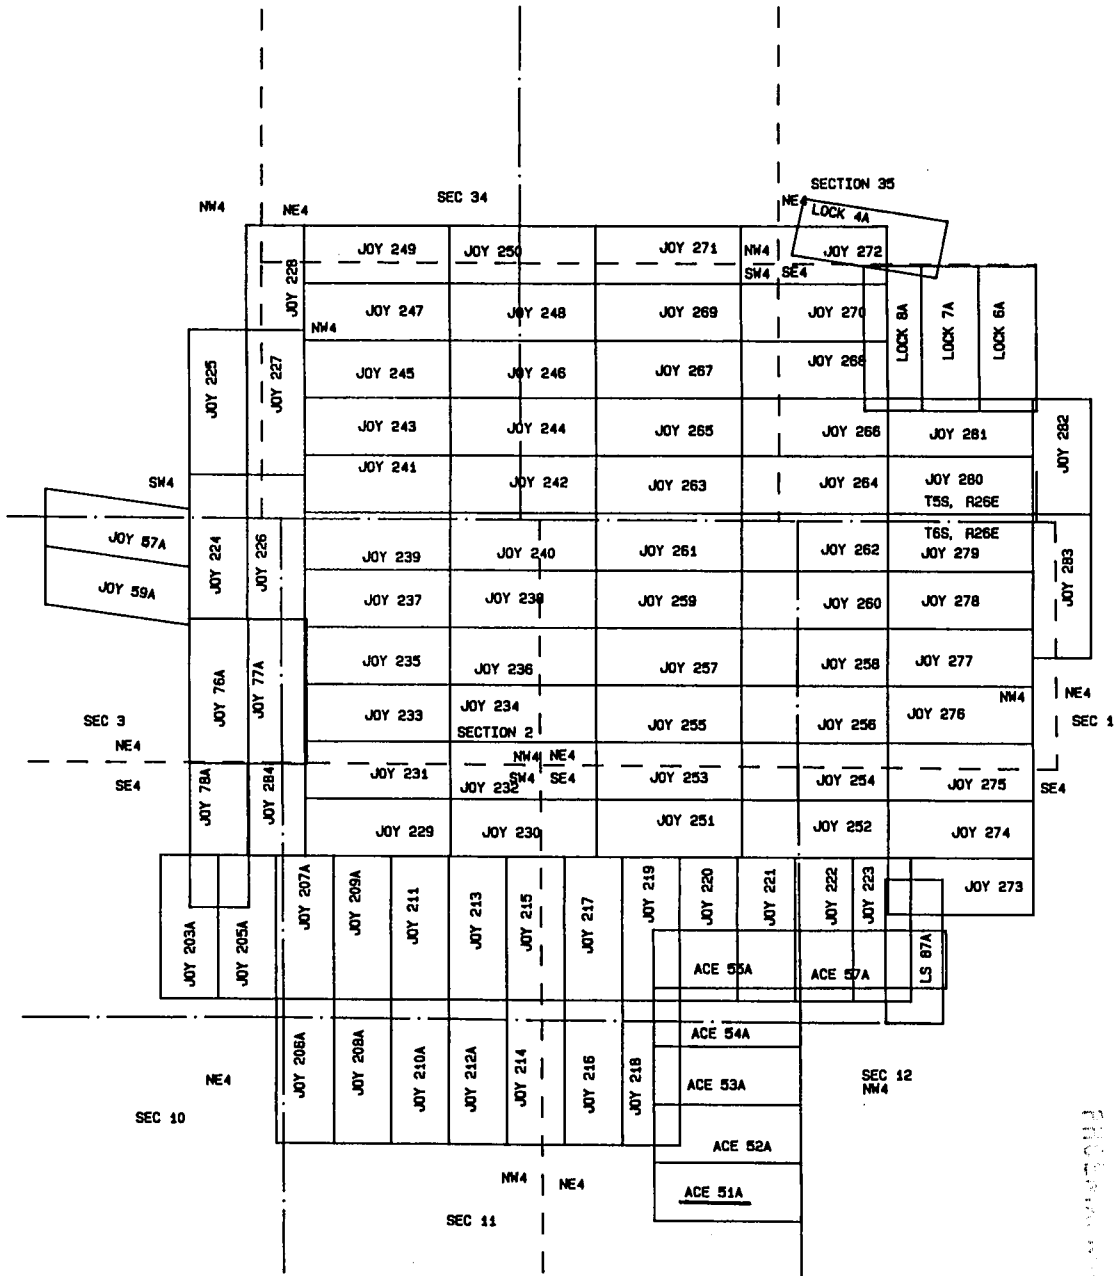 SECTION 35
SEC 34
NW4
NE4
NE4
LOCK 4A
JOY 249
JOY 250
JOY 271
NW4
JOY 272
JOY 228
SW4
SE4
JOY 247
JOY 248
JOY 269
JOY 270
NW4
LOCK 8A
LOCK 7A
LOCK 6A
JOY 225
JOY 227
JOY 245
JOY 246
JOY 267
JOY 268
JOY 243
JOY 244
JOY 265
JOY 266
JOY 281
JOY 282
SW4
JOY 241
JOY 242
JOY 263
JOY 264
JOY 280
T5S, R26E
T6S, R26E
JOY 57A
JOY 224
JOY 226
JOY 239
JOY 240
JOY 261
JOY 262
JOY 279
JOY 283
JOY 59A
JOY 237
JOY 238
JOY 259
JOY 260
JOY 278
JOY 76A
JOY 77A
JOY 235
JOY 236
JOY 257
JOY 258
JOY 277
NW4
NE4
SEC 3
JOY 233
JOY 234
JOY 255
JOY 256
JOY 276
SEC 1
SECTION 2
NE4
NW4
NE4
SE4
JOY 78A
JOY 284
JOY 231
JOY 232
SW4
SE4
JOY 253
JOY 254
JOY 275
SE4
JOY 229
JOY 230
JOY 251
JOY 252
JOY 274
JOY 207A
JOY 209A
JOY 211
JOY 213
JOY 215
JOY 217
JOY 219
JOY 220
JOY 221
JOY 222
JOY 223
JOY 273
JOY 203A
JOY 205A
ACE 55A
ACE 57A
LS 87A
JOY 206A
JOY 208A
JOY 210A
JOY 212A
JOY 214
JOY 216
JOY 218
ACE 54A
NE4
ACE 53A
SEC 12
NW4
SEC 10
ACE 52A
NW4
NE4
ACE 51A
SEC 11